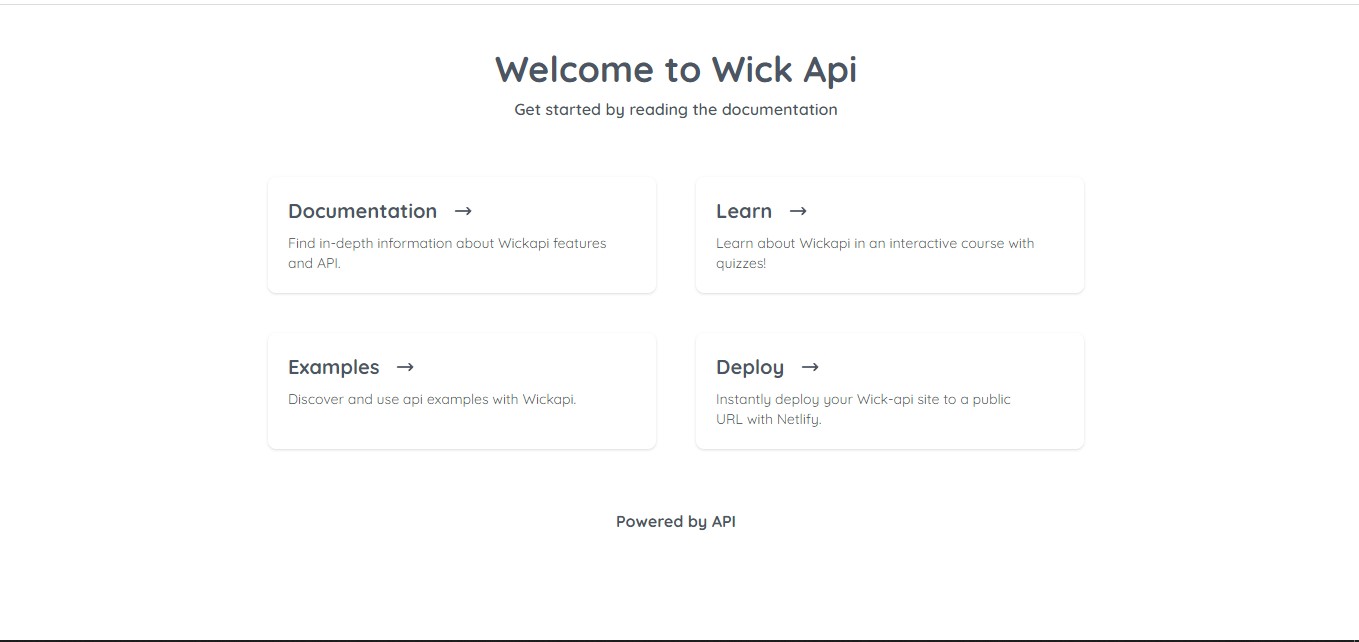 Welcome to Wick Api
Get started by reading the documentation
Documentation →
Find in-depth information about Wickapi features
and API.
Learn →
Learn about Wickapi in an interactive course with
quizzes!
Examples →
Discover and use api examples with Wickapi.
Deploy →
Instantly deploy your Wick-api site to a public
URL with Netlify.
Powered by API